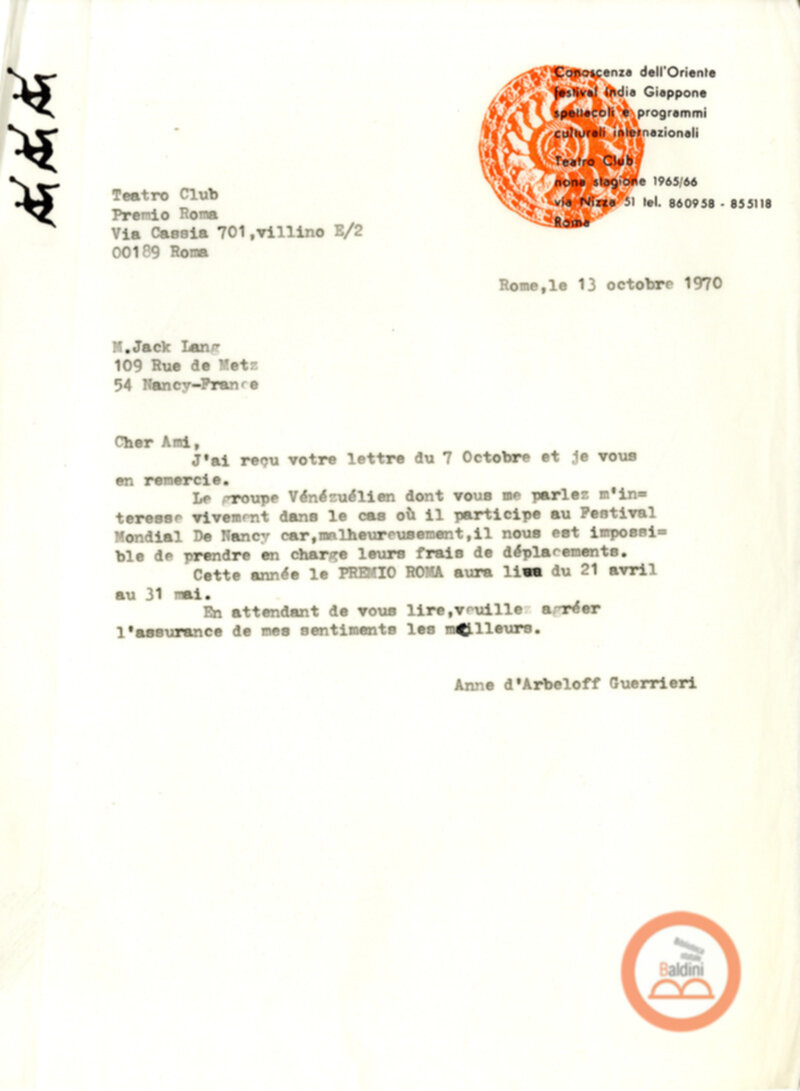 Conoscenza dell'Oriente
festival India Giappone
spettacoli e programmi
culturali internazionali
Teatro Club
nona stagione 1965/66
via Nizza 51 tel. 860958 - 855118
Roma
Teatro Club
Premio Roma
Via Cassia 701,villino E/2
00189 Roma
Rome,le 13 octobre 1970
M.Jack Lang
109 Rue de Metz
54 Nancy-France
Cher Ami,
J'ai reçu votre lettre du 7 Octobre et je vous
en remercie.
Le groupe Vénézuélien dont vous me parlez m'in=
teresse vivement dans le cas où il participe au Festival
Mondial De Nancy car,malheureusement,il nous est impossi=
ble de prendre en charge leurs frais de déplacements.
Cette année le PREMIO ROMA aura lieu du 21 avril
au 31 mai.
En attendant de vous lire,veuillez agréer
l'assurance de mes sentiments les meilleurs.
Anne d'Arbeloff Guerrieri
Biblioteca
statale
Baldini